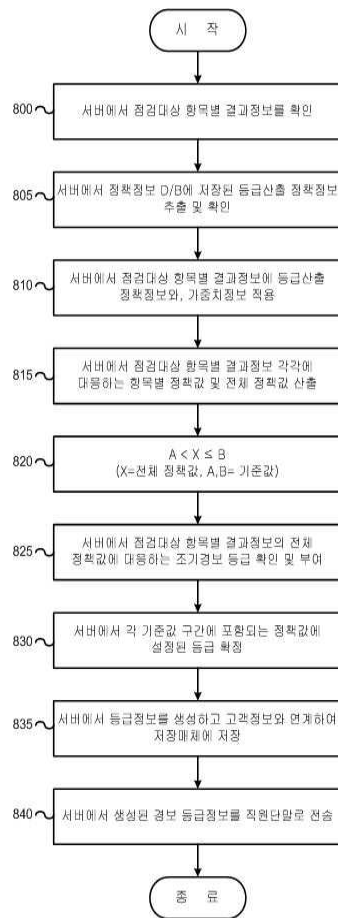 시 작
800
서버에서 점검대상 항목별 결과정보를 확인
805
서버에서 정책정보 D/B에 저장된 등급산출 정책정보
추출 및 확인
810
서버에서 점검대상 항목별 결과정보에 등급산출
정책정보와, 가중치정보 적용
815
서버에서 점검대상 항목별 결과정보 각각에
대응하는 항목별 정책값 및 전체 정책값 산출
820
A < X ≤ B
(X=전체 정책값, A,B= 기준값)
825
서버에서 점검대상 항목별 결과정보의 전체
정책값에 대응하는 조기경보 등급 확인 및 부여
830
서버에서 각 기준값 구간에 포함되는 정책값에
설정된 등급 확정
835
서버에서 등급정보를 생성하고 고객정보와 연계하여
저장매체에 저장
840
서버에서 생성된 경보 등급정보를 직원단말로 전송
종 료